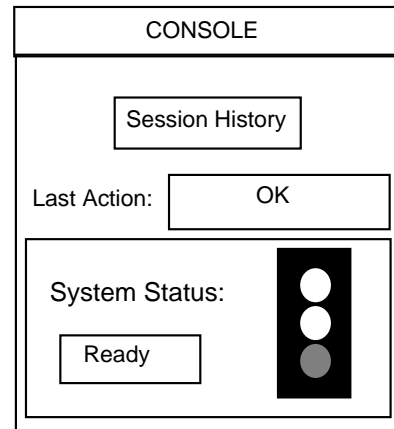 CONSOLE
Session History
Last Action: OK
System Status:
Ready